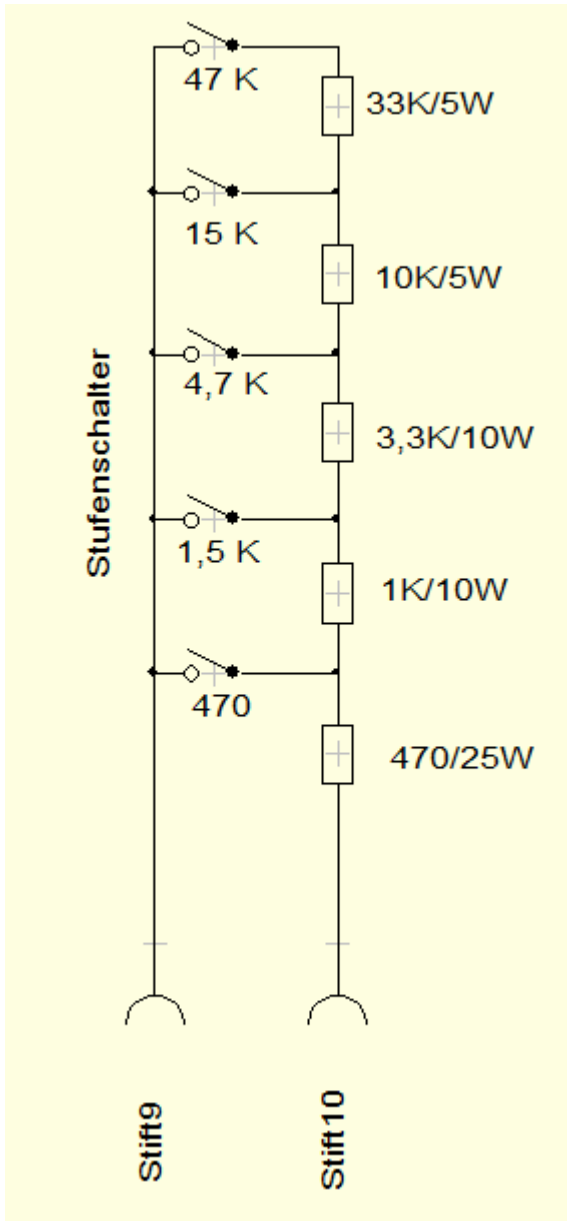 47 K
33K/5W
15 K
10K/5W
4,7 K
3,3K/10W
Stufenschalter
1,5 K
1K/10W
470
470/25W
Stift9
Stift10